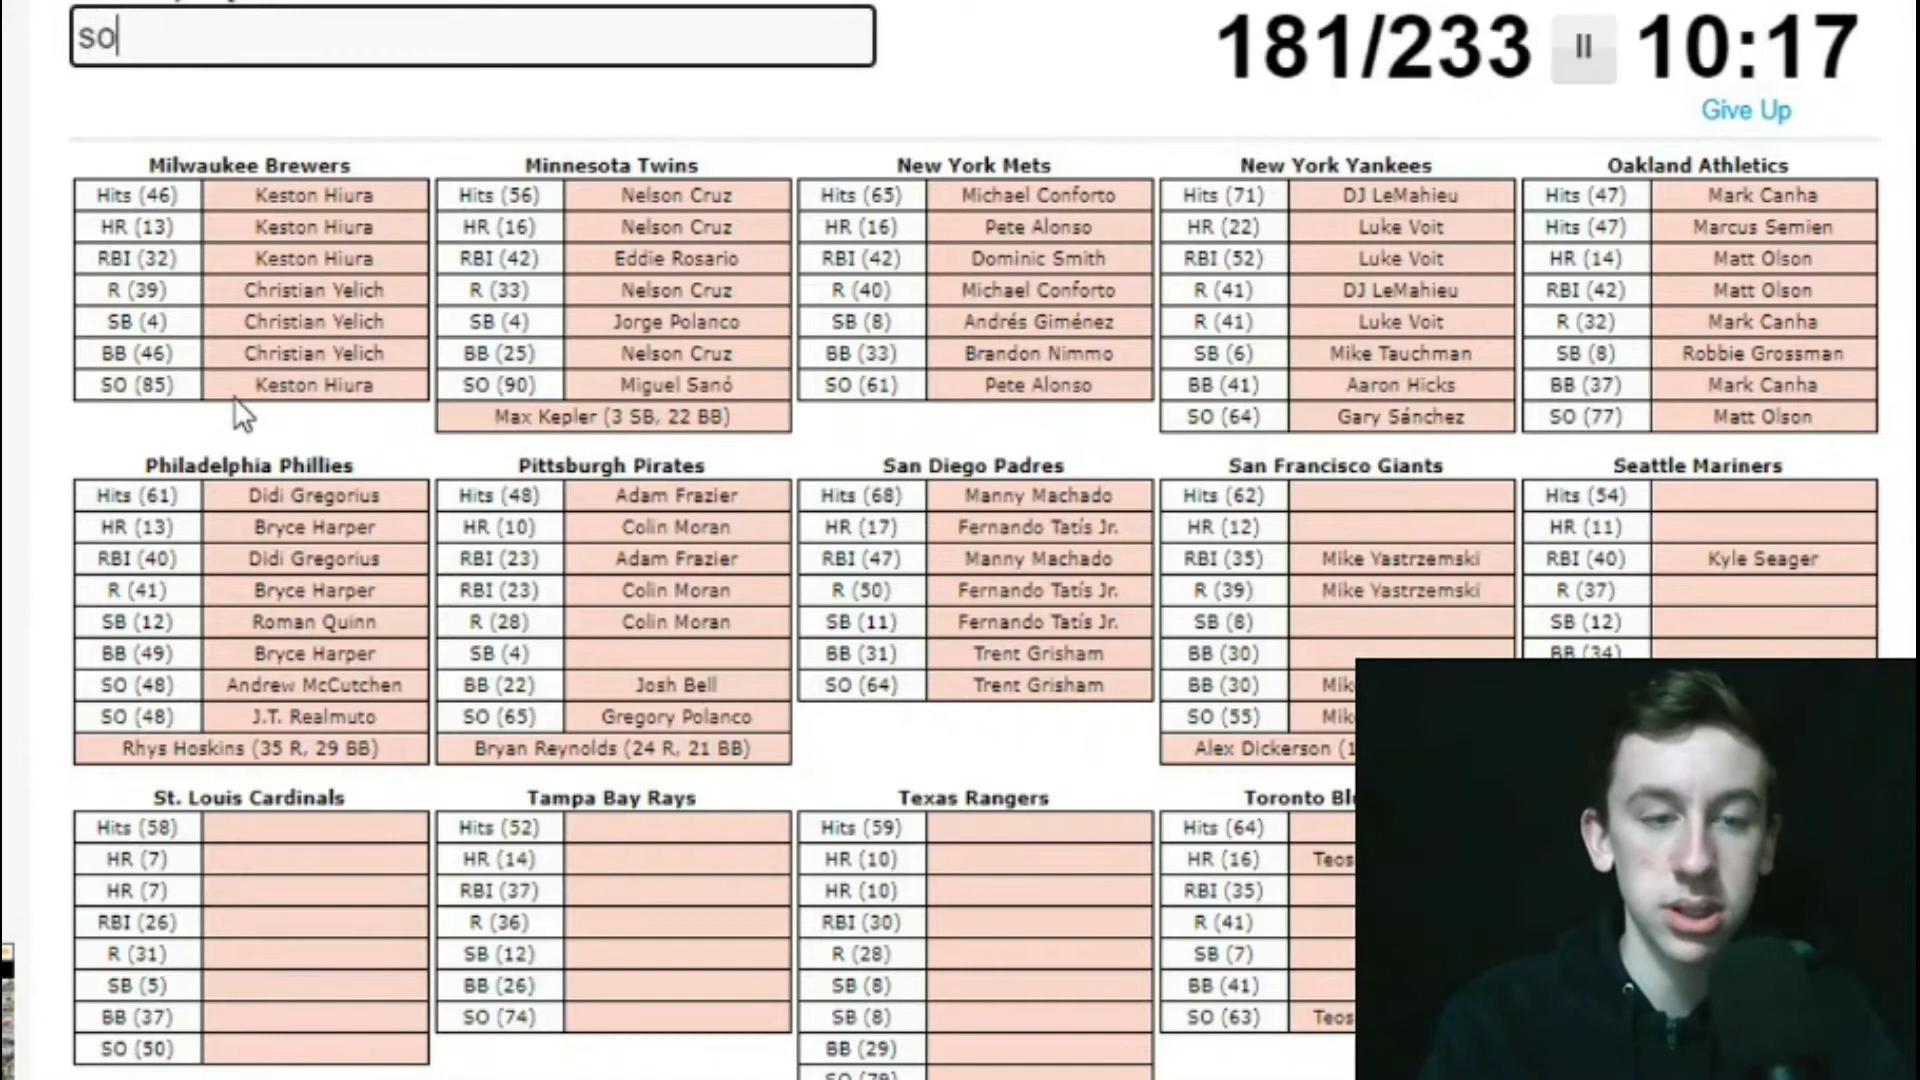 so
181/233 10:17
Give Up
Milwaukee Brewers
Hits (46) Keston Hiura
HR (13) Keston Hiura
RBI (32) Keston Hiura
R (39) Christian Yelich
SB (4) Christian Yelich
BB (46) Christian Yelich
SO (85) Keston Hiura
Minnesota Twins
Hits (56) Nelson Cruz
HR (16) Nelson Cruz
RBI (42) Eddie Rosario
R (33) Nelson Cruz
SB (4) Jorge Polanco
BB (25) Nelson Cruz
SO (90) Miguel Sanó
Max Kepler (3 SB, 22 BB)
New York Mets
Hits (65) Michael Conforto
HR (16) Pete Alonso
RBI (42) Dominic Smith
R (40) Michael Conforto
SB (8) Andrés Giménez
BB (33) Brandon Nimmo
SO (61) Pete Alonso
New York Yankees
Hits (71) DJ LeMahieu
HR (22) Luke Voit
RBI (52) Luke Voit
R (41) DJ LeMahieu
R (41) Luke Voit
SB (6) Mike Tauchman
BB (41) Aaron Hicks
SO (64) Gary Sánchez
Oakland Athletics
Hits (47) Mark Canha
Hits (47) Marcus Semien
HR (14) Matt Olson
RBI (42) Matt Olson
R (32) Mark Canha
SB (8) Robbie Grossman
BB (37) Mark Canha
SO (77) Matt Olson
Philadelphia Phillies
Hits (61) Didi Gregorius
HR (13) Bryce Harper
RBI (40) Didi Gregorius
R (41) Bryce Harper
SB (12) Roman Quinn
BB (49) Bryce Harper
SO (48) Andrew McCutchen
SO (48) J.T. Realmuto
Rhys Hoskins (35 R, 29 BB)
Pittsburgh Pirates
Hits (48) Adam Frazier
HR (10) Colin Moran
RBI (23) Adam Frazier
RBI (23) Colin Moran
R (28) Colin Moran
SB (4)
BB (22) Josh Bell
SO (65) Gregory Polanco
Bryan Reynolds (24 R, 21 BB)
San Diego Padres
Hits (68) Manny Machado
HR (17) Fernando Tatís Jr.
RBI (47) Manny Machado
R (50) Fernando Tatís Jr.
SB (11) Fernando Tatís Jr.
BB (31) Trent Grisham
SO (64) Trent Grisham
San Francisco Giants
Hits (62)
HR (12)
RBI (35) Mike Yastrzemski
R (39) Mike Yastrzemski
SB (8)
BB (30)
BB (30) Mik
SO (55) Mik
Alex Dickerson (1
Seattle Mariners
Hits (54)
HR (11)
RBI (40) Kyle Seager
R (37)
SB (12)
BB (34)
St. Louis Cardinals
Hits (58)
HR (7)
HR (7)
RBI (26)
R (31)
SB (5)
BB (37)
SO (50)
Tampa Bay Rays
Hits (52)
HR (14)
RBI (37)
R (36)
SB (12)
BB (26)
SO (74)
Texas Rangers
Hits (59)
HR (10)
HR (10)
RBI (30)
R (28)
SB (8)
SB (8)
BB (29)
Toronto Bl
Hits (64)
HR (16) Teos
RBI (35)
R (41)
SB (7)
BB (41)
SO (63) Teos